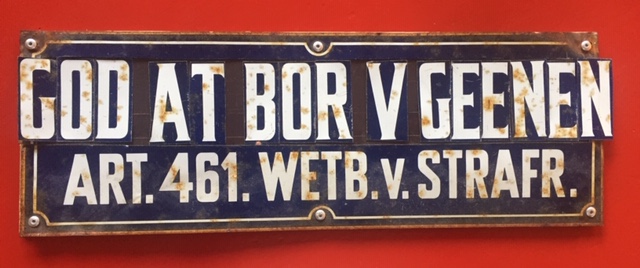 GOD AT BOR V GEENEN
ART. 461. WETB. v. STRAFR.